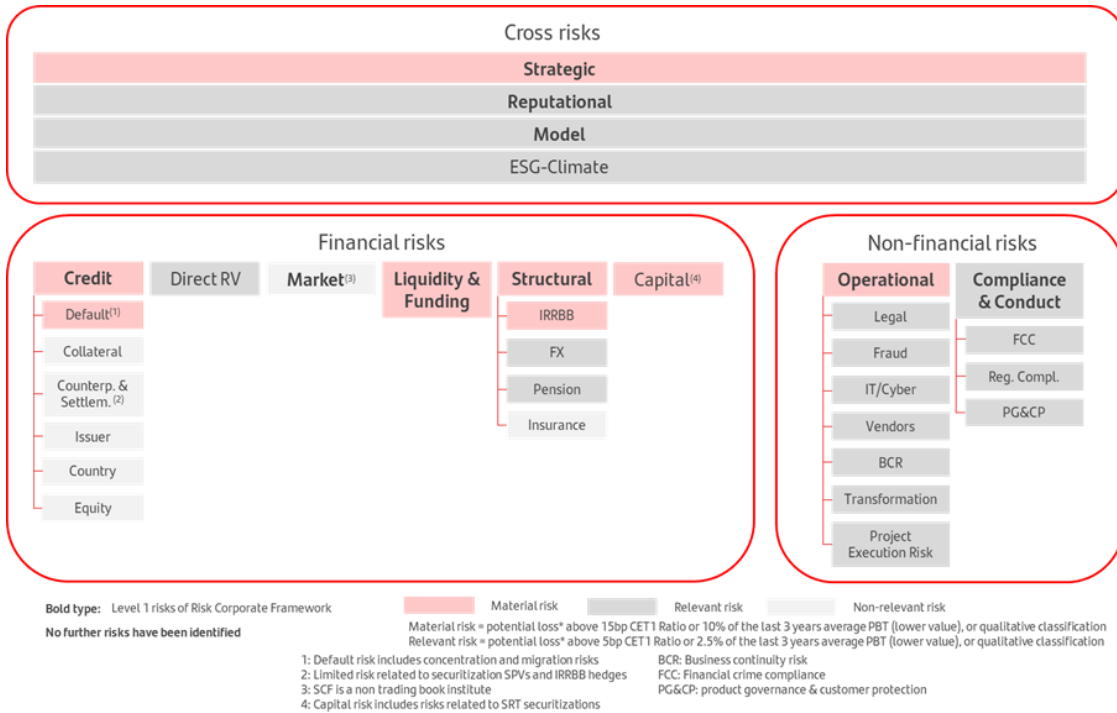 Cross risks
Strategic
Reputational
Model
ESG-Climate
Financial risks
Credit
Direct RV
Market(3)
Liquidity &
Funding
Structural
Capital(4)
Default(1)
Collateral
Counterp. &
Settlem. (2)
Issuer
Country
Equity
IRRBB
FX
Pension
Insurance
Non-financial risks
Operational
Legal
Fraud
IT/Cyber
Vendors
BCR
Transformation
Project
Execution Risk
Compliance
& Conduct
FCC
Reg. Compl.
PG&CP
Bold type: Level 1 risks of Risk Corporate Framework
No further risks have been identified
Material risk
Relevant risk
Non-relevant risk
Material risk = potential loss* above 15bp CET1 Ratio or 10% of the last 3 years average PBT (lower value), or qualitative classification
Relevant risk = potential loss* above 5bp CET1 Ratio or 2.5% of the last 3 years average PBT (lower value), or qualitative classification
1: Default risk includes concentration and migration risks
2: Limited risk related to securitization SPVs and IRRBB hedges
3: SCF is a non trading book institute
4: Capital risk includes risks related to SRT securitizations
BCR: Business continuity risk
FCC: Financial crime compliance
PG&CP: product governance & customer protection